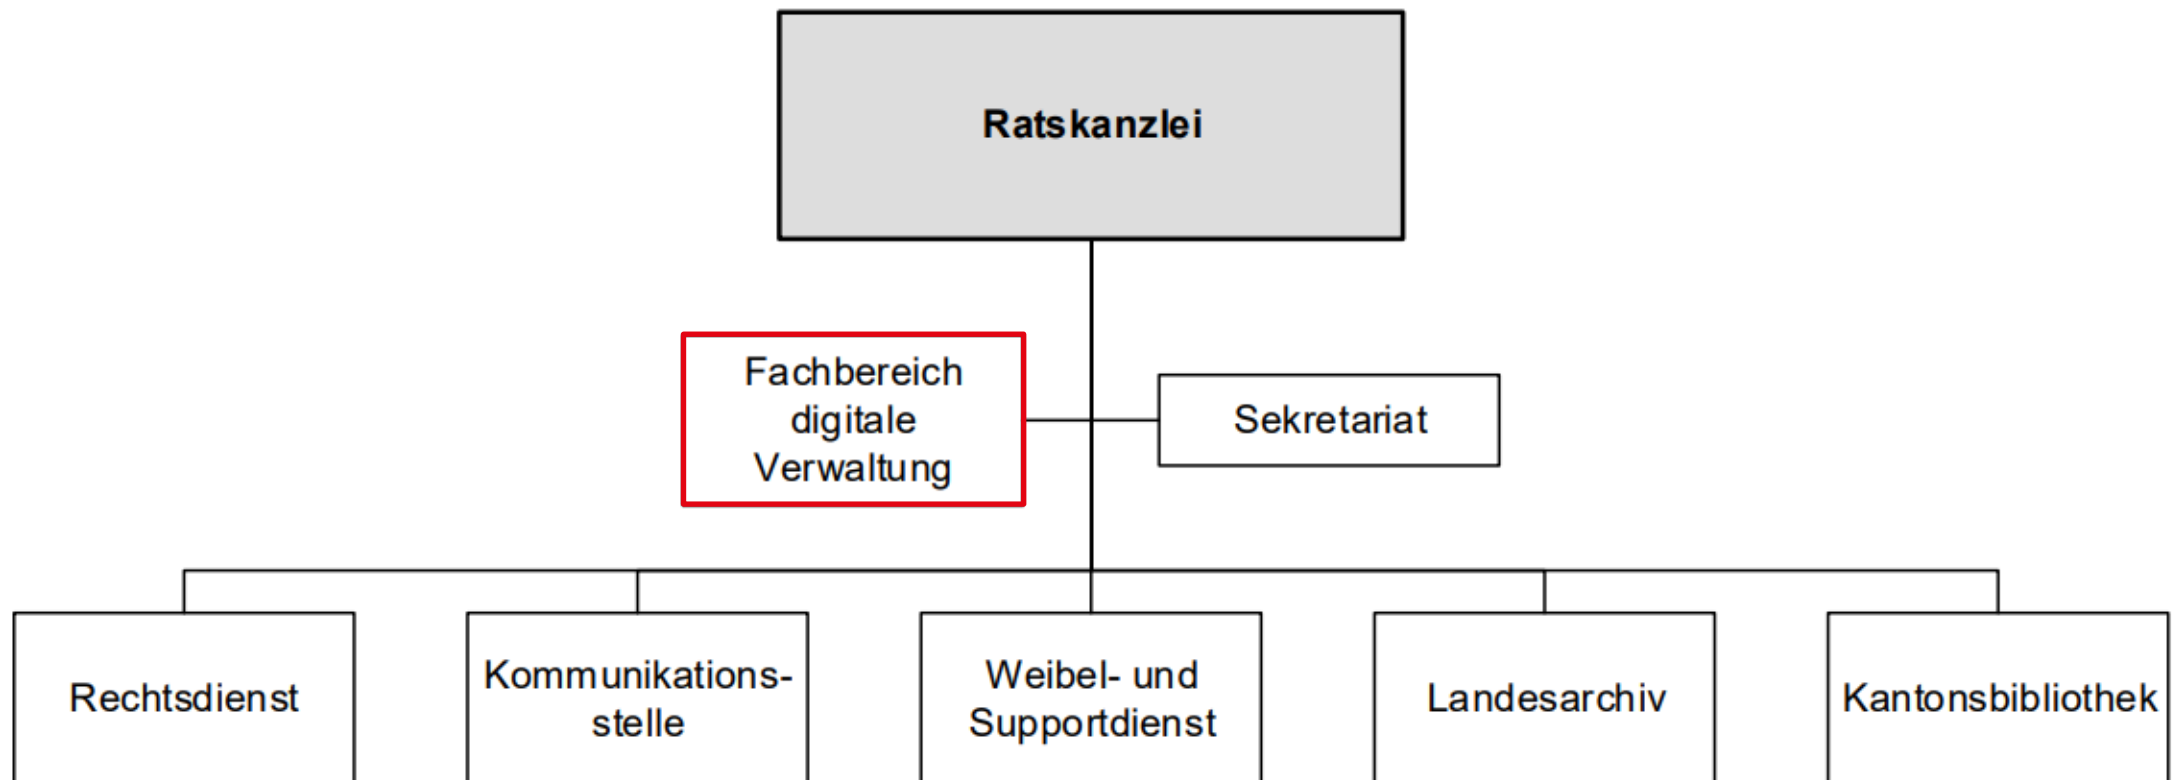 Ratskanzlei
Fachbereich
digitale
Verwaltung
Sekretariat
Rechtsdienst
Kommunikations-
stelle
Weibel- und
Supportdienst
Landesarchiv
Kantonsbibliothek